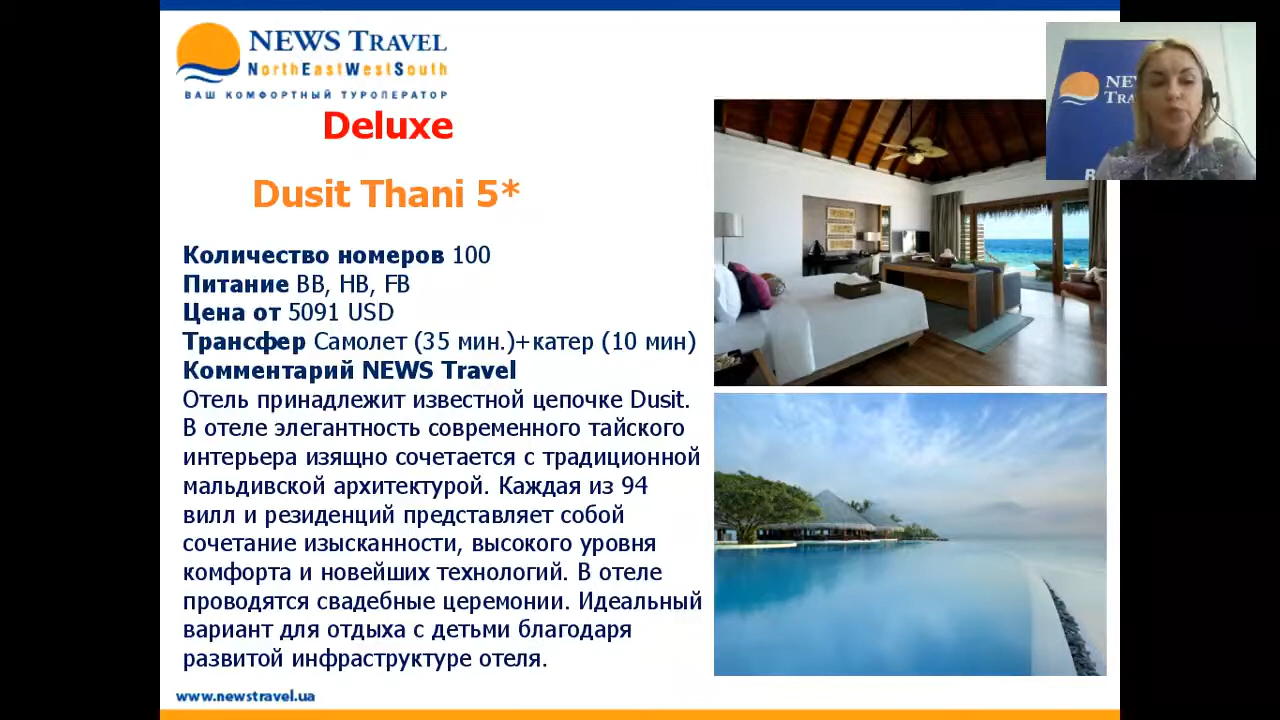 NEWS TRAVEL
NorthEastWestSouth
ВАШ КОМФОРТНЫЙ ТУРОПЕРАТОР
Deluxe
Dusit Thani 5*
Количество номеров 100
Питание BB, HB, FB
Цена от 5091 USD
Трансфер Самолет (35 мин.)+катер (10 мин)
Комментарий NEWS Travel
Отель принадлежит известной цепочке Dusit.
В отеле элегантность современного тайского
интерьера изящно сочетается с традиционной
мальдивской архитектурой. Каждая из 94
вилл и резиденций представляет собой
сочетание изысканности, высокого уровня
комфорта и новейших технологий. В отеле
проводятся свадебные церемонии. Идеальный
вариант для отдыха с детьми благодаря
развитой инфраструктуре отеля.
www.newstravel.ua